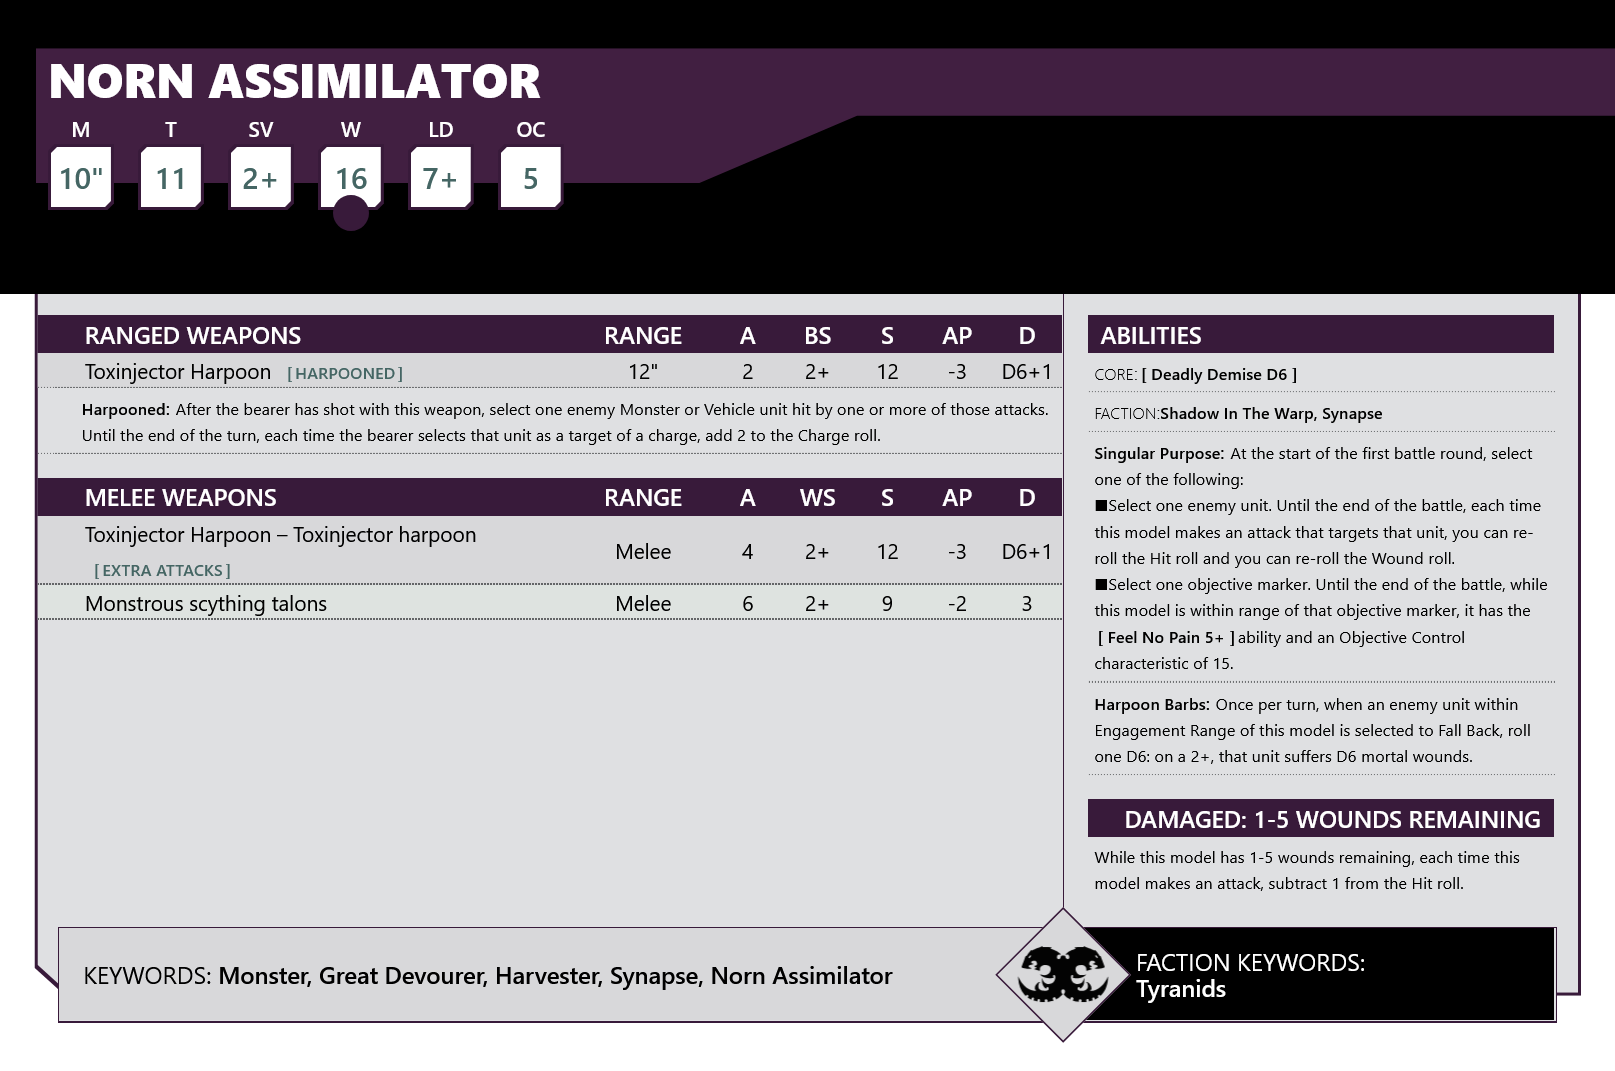 NORN ASSIMILATOR
M T SV W LD OC
10" 11 2+ 16 7+ 5
RANGED WEAPONS RANGE A BS S AP D
Toxinjector Harpoon [HARPOONED] 12" 2 2+ 12 -3 D6+1
Harpooned: After the bearer has shot with this weapon, select one enemy Monster or Vehicle unit hit by one or more of those attacks.
Until the end of the turn, each time the bearer selects that unit as a target of a charge, add 2 to the Charge roll.
MELEE WEAPONS RANGE A WS S AP D
Toxinjector Harpoon – Toxinjector harpoon
[EXTRA ATTACKS] Melee 4 2+ 12 -3 D6+1
Monstrous scything talons Melee 6 2+ 9 -2 3
ABILITIES
CORE: [ Deadly Demise D6 ]
FACTION:Shadow In The Warp, Synapse
Singular Purpose: At the start of the first battle round, select
one of the following:
■Select one enemy unit. Until the end of the battle, each time
this model makes an attack that targets that unit, you can re-
roll the Hit roll and you can re-roll the Wound roll.
■Select one objective marker. Until the end of the battle, while
this model is within range of that objective marker, it has the
[ Feel No Pain 5+ ] ability and an Objective Control
characteristic of 15.
Harpoon Barbs: Once per turn, when an enemy unit within
Engagement Range of this model is selected to Fall Back, roll
one D6: on a 2+, that unit suffers D6 mortal wounds.
DAMAGED: 1-5 WOUNDS REMAINING
While this model has 1-5 wounds remaining, each time this
model makes an attack, subtract 1 from the Hit roll.
KEYWORDS: Monster, Great Devourer, Harvester, Synapse, Norn Assimilator
FACTION KEYWORDS:
Tyranids